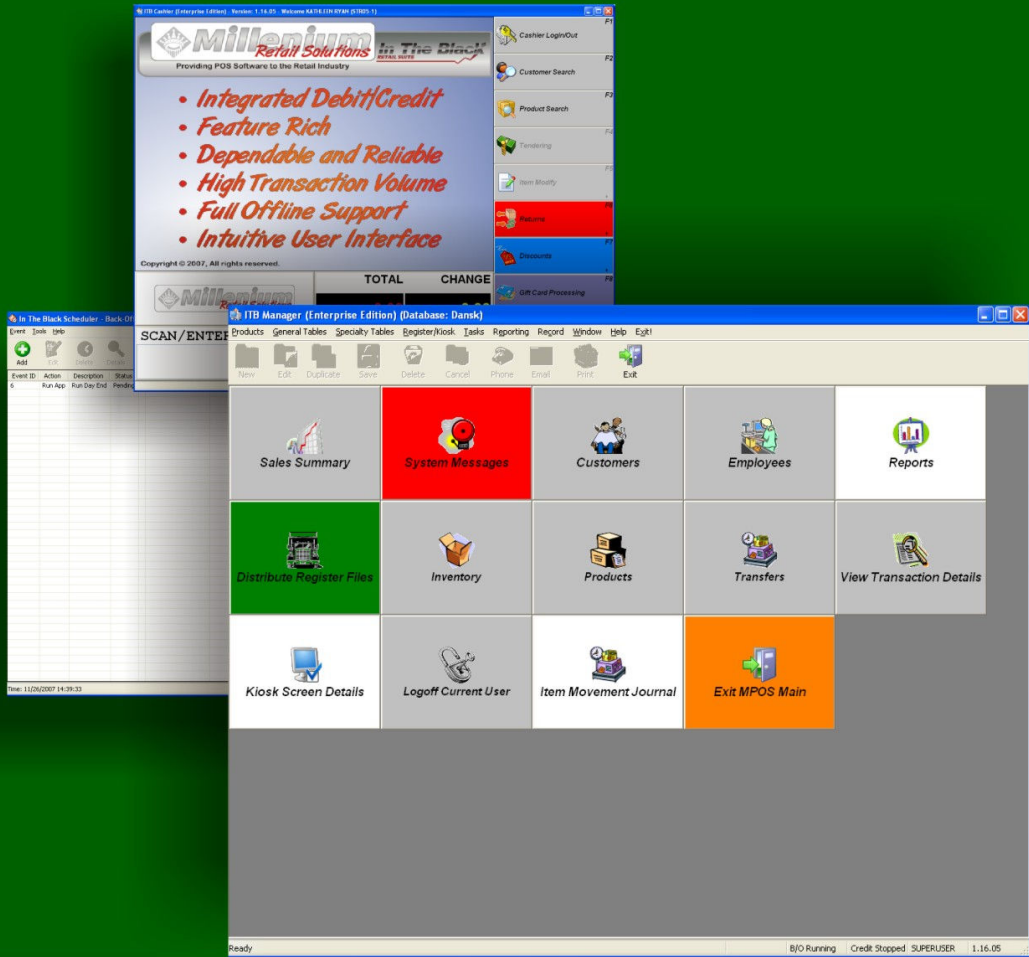 ITB Cashier (Enterprise Edition) - Version: 1.16.05 - Welcome KATHLEEN RYAN (STR05-1)
Millenium
Retail Solutions
In The Black
RETAIL SUITE
Providing POS Software to the Retail Industry
• Integrated Debit/Credit
• Feature Rich
• Dependable and Reliable
• High Transaction Volume
• Full Offline Support
• Intuitive User Interface
Copyright © 2007, All rights reserved.
F1
Cashier Login/Out
F2
Customer Search
F3
Product Search
F4
Tendering
F5
Item Modify
F6
Returns
F7
Discounts
F8
Gift Card Processing
TOTAL CHANGE
Millenium
SCAN/ENTER
In The Black Scheduler - Back-Of
Event Tools Help
Add Edit Delete Details
Event ID Action Description Status
6 Run App Run Day End Pending
Time: 11/26/2007 14:39:33
ITB Manager (Enterprise Edition) (Database: Dansk)
Products General Tables Specialty Tables Register/Kiosk Tasks Reporting Record Window Help Exit!
New Edit Duplicate Save Delete Cancel Phone Email Print Exit
Sales Summary
System Messages
Customers
Employees
Reports
Distribute Register Files
Inventory
Products
Transfers
View Transaction Details
Kiosk Screen Details
Logoff Current User
Item Movement Journal
Exit MPOS Main
Ready B/O Running Credit Stopped SUPERUSER 1.16.05